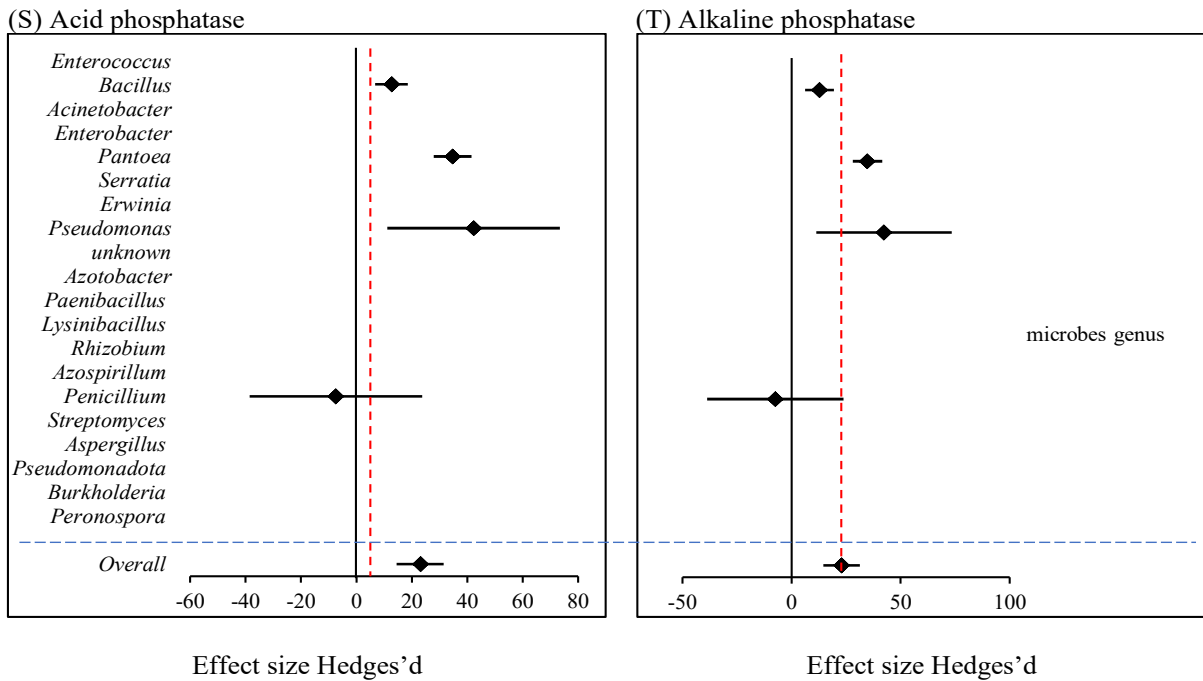 (S) Acid phosphatase
Enterococcus
Bacillus
Acinetobacter
Enterobacter
Pantoea
Serratia
Erwinia
Pseudomonas
unknown
Azotobacter
Paenibacillus
Lysinibacillus
Rhizobium
Azospirillum
Penicillium
Streptomyces
Aspergillus
Pseudomonadota
Burkholderia
Peronospora
Overall
-60 -40 -20 0 20 40 60 80
Effect size Hedges’d
(T) Alkaline phosphatase
microbes genus
-50 0 50 100
Effect size Hedges’d